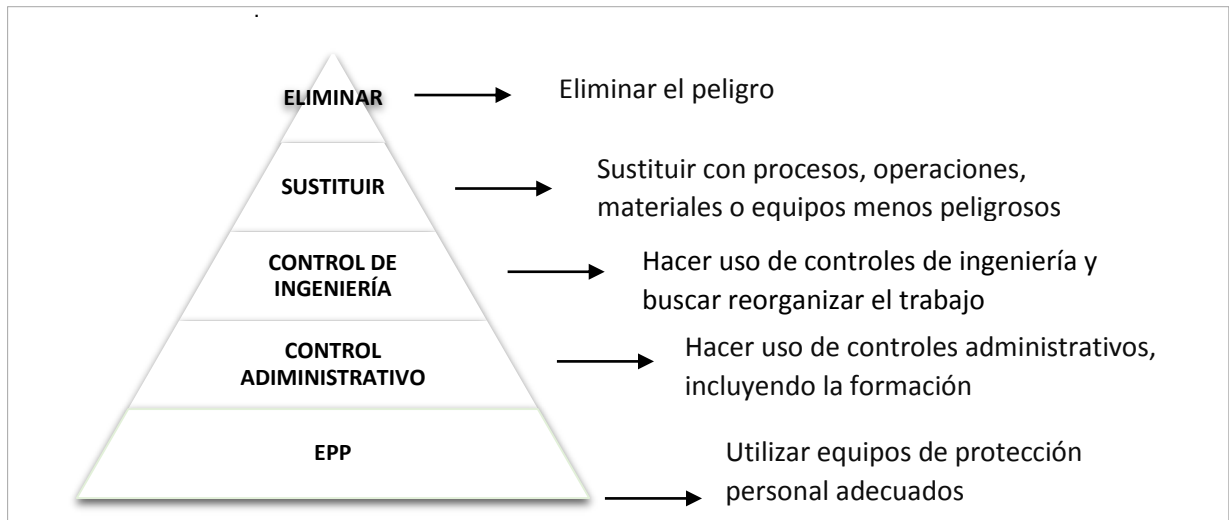 ELIMINAR
Eliminar el peligro
SUSTITUIR
Sustituir con procesos, operaciones,
materiales o equipos menos peligrosos
CONTROL DE
INGENIERÍA
Hacer uso de controles de ingeniería y
buscar reorganizar el trabajo
CONTROL
ADIMINISTRATIVO
Hacer uso de controles administrativos,
incluyendo la formación
EPP
Utilizar equipos de protección
personal adecuados